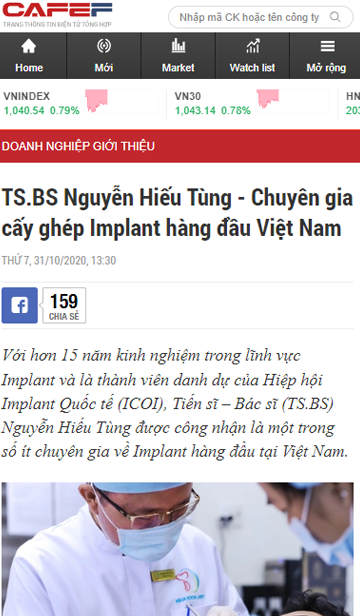 CAFEF
TRANG THÔNG TIN ĐIỆN TỬ TỔNG HỢP
Nhập mã CK hoặc tên công ty
Home
Mới
Market
Watch list
Mở rộng
VNINDEX
1,040.54 0.79%
VN30
1,043.14 0.78%
HN
203
DOANH NGHIỆP GIỚI THIỆU
TS.BS Nguyễn Hiếu Tùng - Chuyên gia
cấy ghép Implant hàng đầu Việt Nam
THỨ 7, 31/10/2020, 13:30
159
CHIA SẺ
Với hơn 15 năm kinh nghiệm trong lĩnh vực
Implant và là thành viên danh dự của Hiệp hội
Implant Quốc tế (ICOI), Tiến sĩ – Bác sĩ (TS.BS)
Nguyễn Hiếu Tùng được công nhận là một trong
số ít chuyên gia về Implant hàng đầu tại Việt Nam.